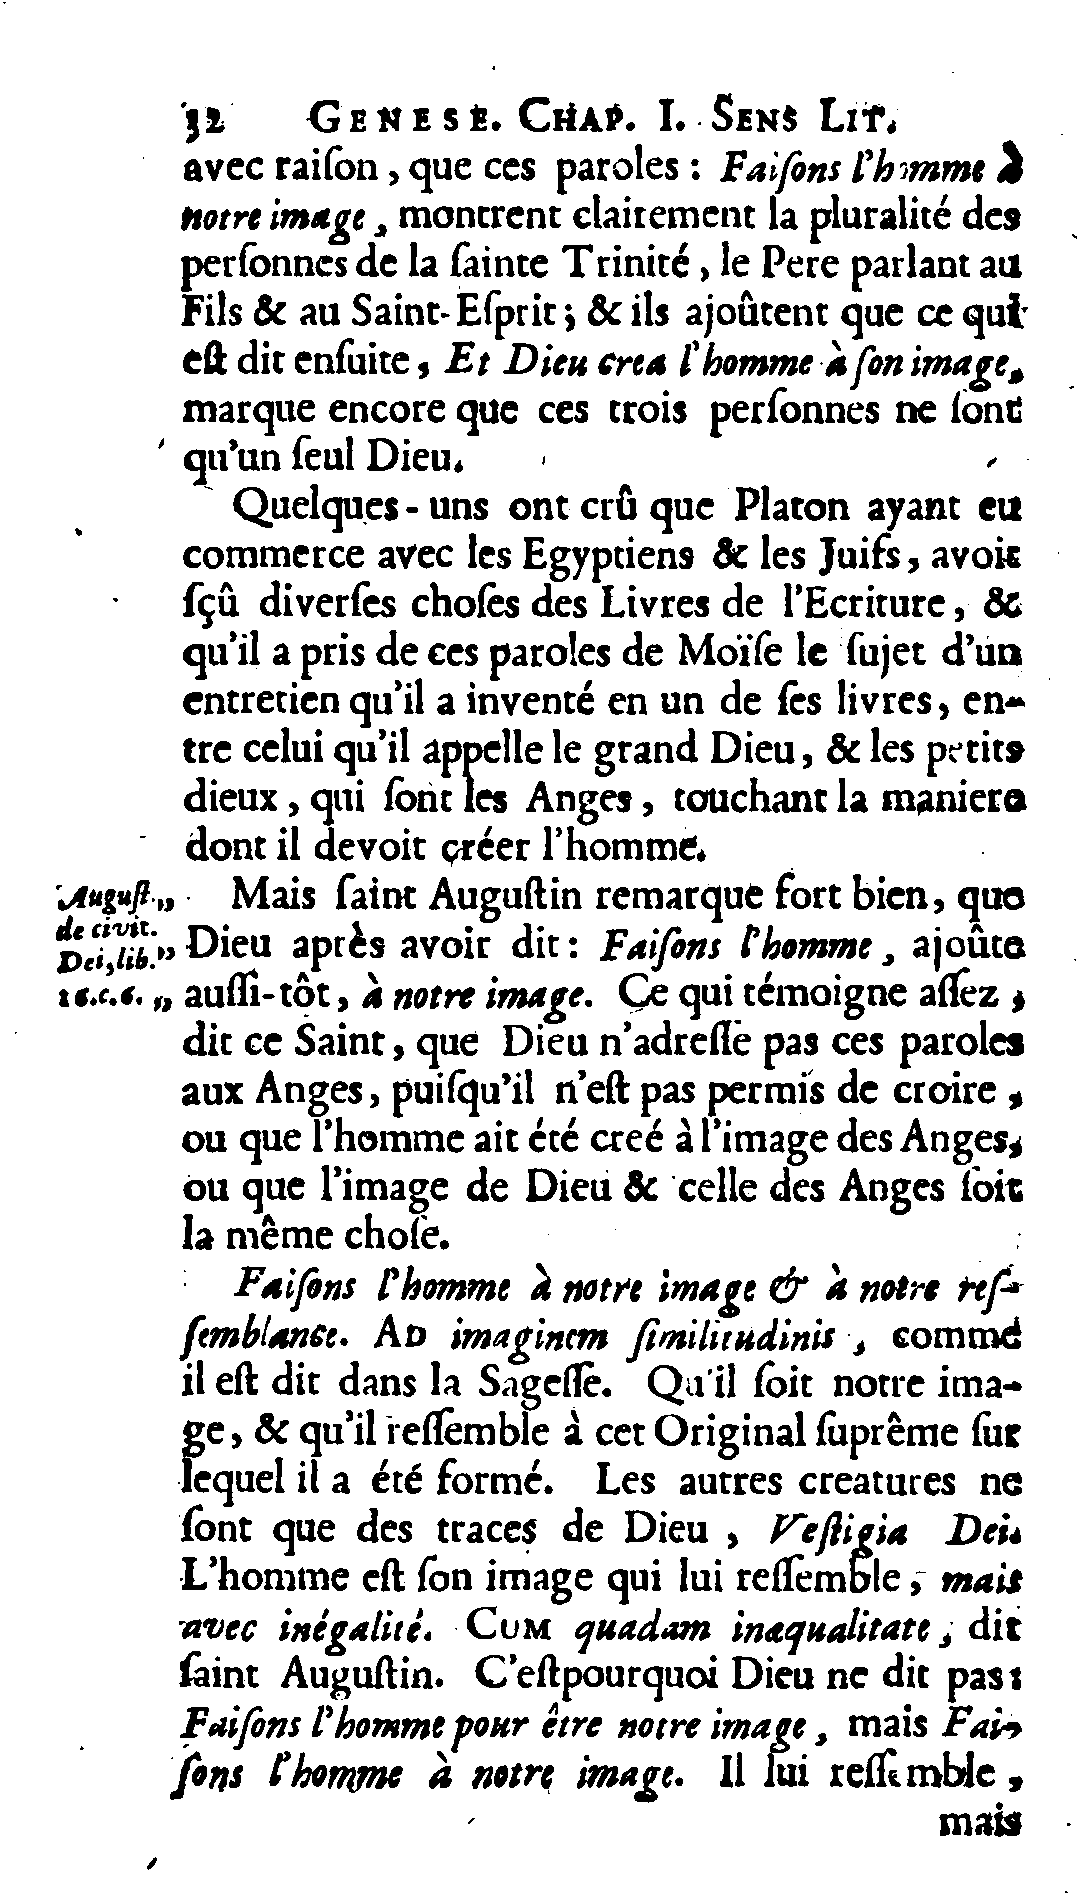 32 GENESE. CHAP. I. SENS LIT.
avec raiſon, que ces paroles : Faiſons l'homme à
notre image, montrent clairement la pluralité des
perſonnes de la ſainte Trinité, le Pere parlant au
Fils & au Saint-Eſprit ; & ils ajoûtent que ce qui
eſt dit enſuite, Et Dieu crea l'homme à ſon image,
marque encore que ces trois perſonnes ne ſont
qu'un ſeul Dieu.
Quelques-uns ont crû que Platon ayant eu
commerce avec les Egyptiens & les Juifs, avoit
ſçû diverſes choſes des Livres de l'Ecriture, &
qu'il a pris de ces paroles de Moïſe le ſujet d'un
entretien qu'il a inventé en un de ſes livres, en-
tre celui qu'il appelle le grand Dieu, & les petits
dieux, qui ſont les Anges, touchant la maniere
dont il devoit créer l'homme.
Auguſt. „ Mais ſaint Auguſtin remarque fort bien, que
de civit.
Dei, lib. „ Dieu après avoir dit : Faiſons l'homme, ajoûte
16. c. 6. „ auſſi-tôt, à notre image. Ce qui témoigne aſſez,
dit ce Saint, que Dieu n'adreſſe pas ces paroles
aux Anges, puiſqu'il n'eſt pas permis de croire,
ou que l'homme ait été creé à l'image des Anges,
ou que l'image de Dieu & celle des Anges ſoit
la même choſe.
Faiſons l'homme à notre image & à notre reſ-
ſemblance. AD imaginem ſimilitudinis, comme
il eſt dit dans la Sageſſe. Qu'il ſoit notre ima-
ge, & qu'il reſſemble à cet Original ſuprême ſur
lequel il a été formé. Les autres creatures ne
ſont que des traces de Dieu, Veſtigia Dei.
L'homme eſt ſon image qui lui reſſemble, mais
avec inégalité. CUM quadam inæqualitate, dit
ſaint Auguſtin. C'eſtpourquoi Dieu ne dit pas :
Faiſons l'homme pour être notre image, mais Fai-
ſons l'homme à notre image. Il lui reſſemble,
mais